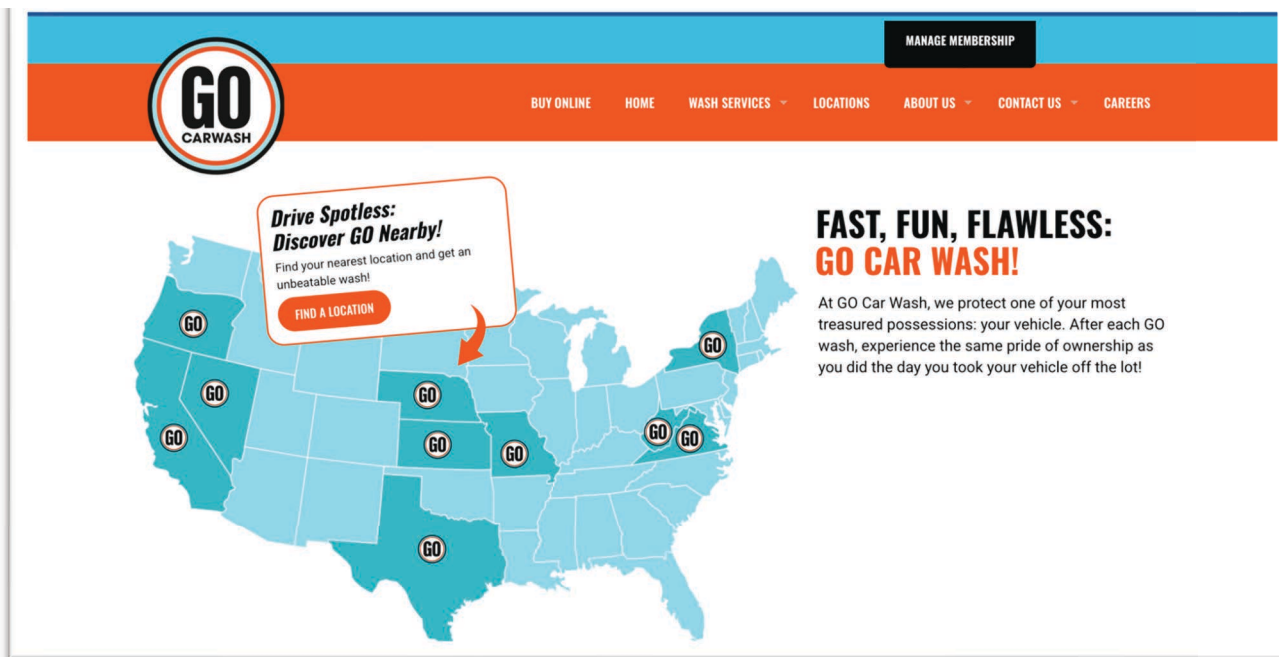 MANAGE MEMBERSHIP
GO
CARWASH
BUY ONLINE HOME WASH SERVICES LOCATIONS ABOUT US CONTACT US CAREERS
Drive Spotless:
Discover GO Nearby!
Find your nearest location and get an
unbeatable wash!
FIND A LOCATION
FAST, FUN, FLAWLESS:
GO CAR WASH!
At GO Car Wash, we protect one of your most
treasured possessions: your vehicle. After each GO
wash, experience the same pride of ownership as
you did the day you took your vehicle off the lot!
GO
GO
GO
GO
GO
GO
GO
GO
GO
GO